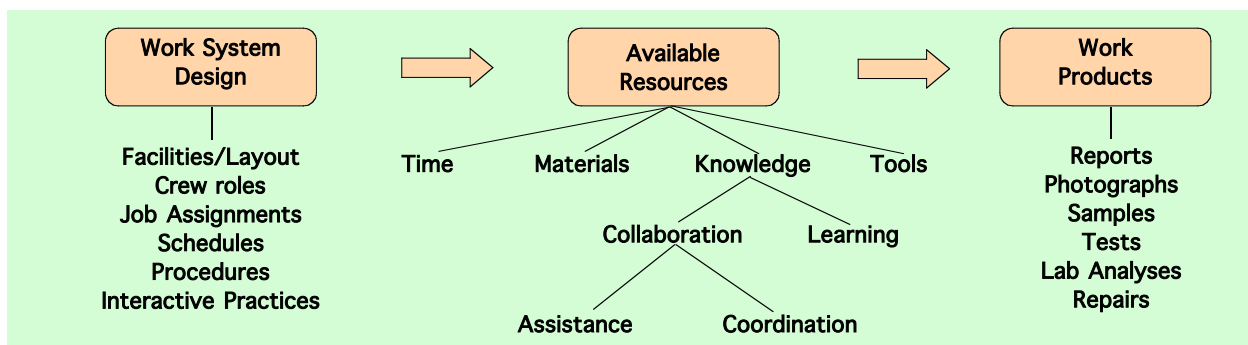 Work System
Design
Available
Resources
Work
Products
Facilities/Layout
Crew roles
Job Assignments
Schedules
Procedures
Interactive Practices
Time
Materials
Knowledge
Tools
Collaboration
Learning
Assistance
Coordination
Reports
Photographs
Samples
Tests
Lab Analyses
Repairs